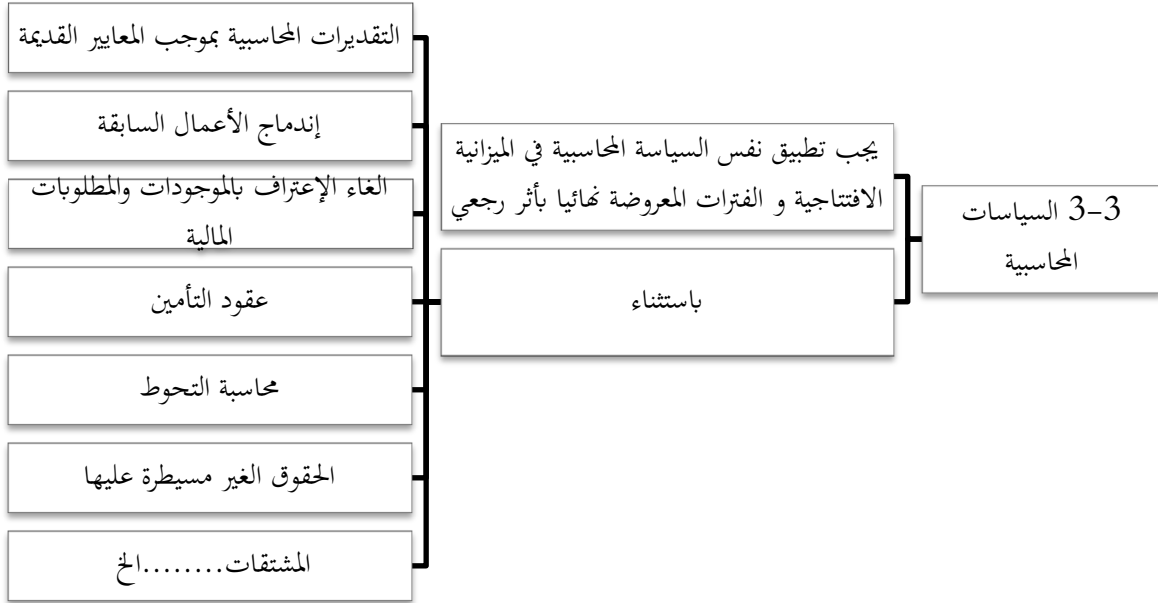 3-3 السياسات
المحاسبية
يجب تطبيق نفس السياسة المحاسبية في الميزانية
الافتتاجية و الفترات المعروضة نهائيا بأثر رجعي
باستثناء
التقديرات المحاسبية بموجب المعايير القديمة
إندماج الأعمال السابقة
الغاء الإعتراف بالموجودات والمطلوبات
المالية
عقود التأمين
محاسبة التحوط
الحقوق الغير مسيطرة عليها
المشتقات........الخ